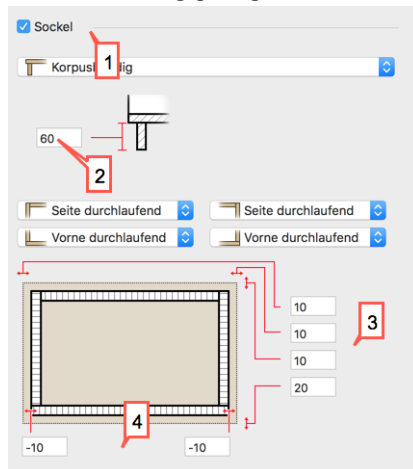 Sockel
1
Korpusb dig
60
2
Seite durchlaufend Seite durchlaufend
Vorne durchlaufend Vorne durchlaufend
10
10
3
10
20
4
-10 -10